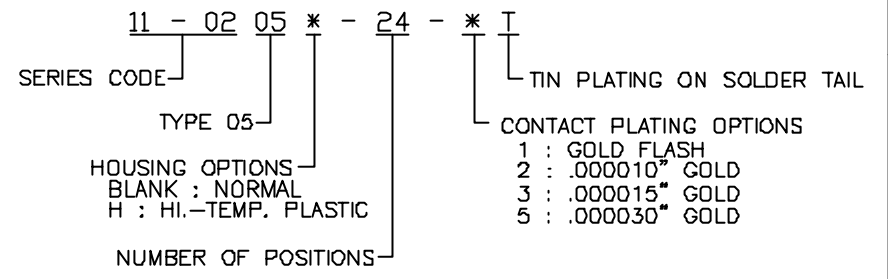 11 - 02 05 * - 24 - * T
SERIES CODE
TIN PLATING ON SOLDER TAIL
TYPE 05
CONTACT PLATING OPTIONS
1 : GOLD FLASH
2 : .000010" GOLD
3 : .000015" GOLD
5 : .000030" GOLD
HOUSING OPTIONS
BLANK : NORMAL
H : HI.-TEMP. PLASTIC
NUMBER OF POSITIONS